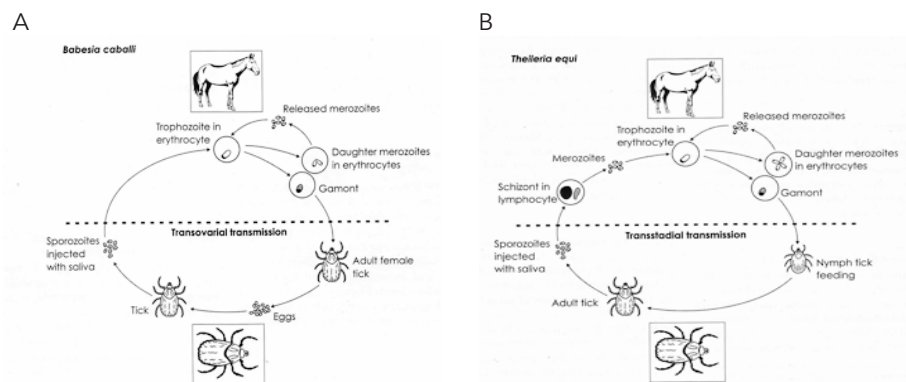 A
Babesia caballi
Released merozoites
Trophozoite in
erythrocyte
Daughter merozoites
in erythrocytes
Gamont
Transovarial transmission
Sporozoites
injected
with saliva
Adult female
tick
Tick
Eggs
B
Theileria equi
Released merozoites
Trophozoite in
erythrocyte
Merozoites
Daughter merozoites
in erythrocytes
Schizont in
lymphocyte
Gamont
Transstadial transmission
Sporozoites
injected
with saliva
Nymph tick
feeding
Adult tick